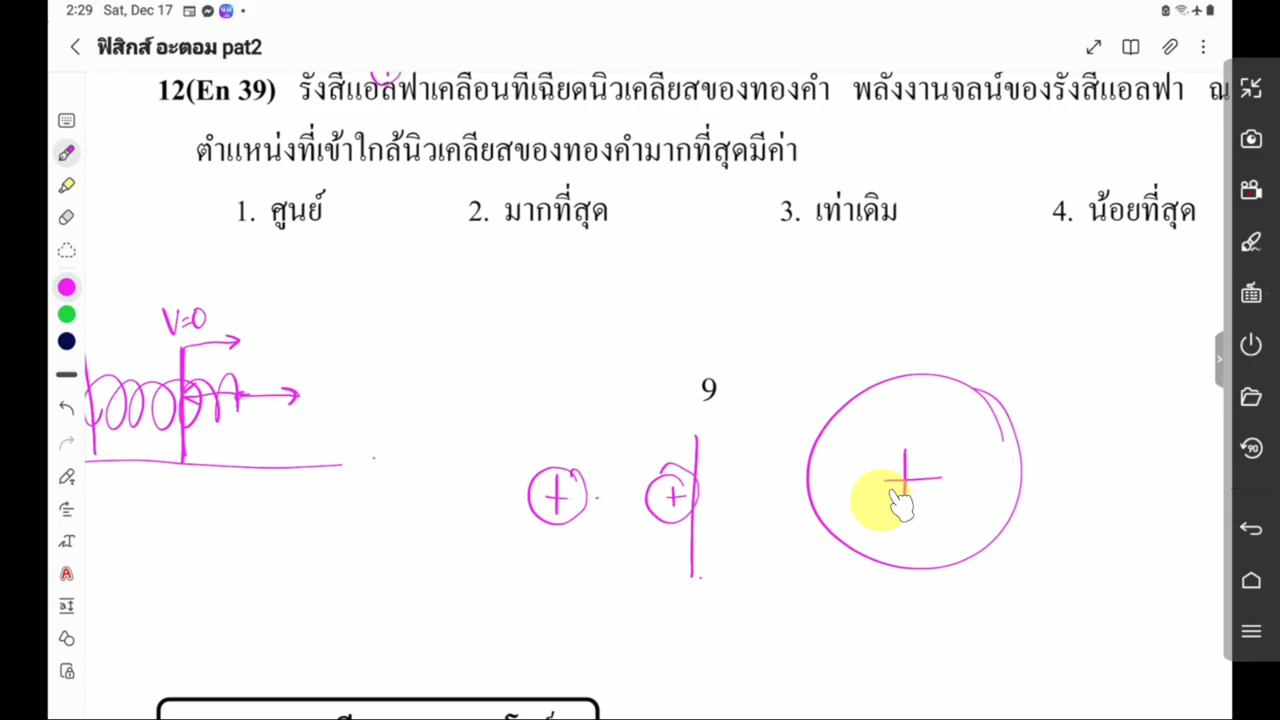 2:29 Sat, Dec 17
ฟิสิกส์ อะตอม pat2
12(En 39) รังสีแอลฟาเคลื่อนที่เฉียดนิวเคลียสของทองคำ พลังงานจลน์ของรังสีแอลฟา ณ
ตำแหน่งที่เข้าใกล้นิวเคลียสของทองคำมากที่สุดมีค่า
1. ศูนย์ 2. มากที่สุด 3. เท่าเดิม 4. น้อยที่สุด
V=0
9
+ + +